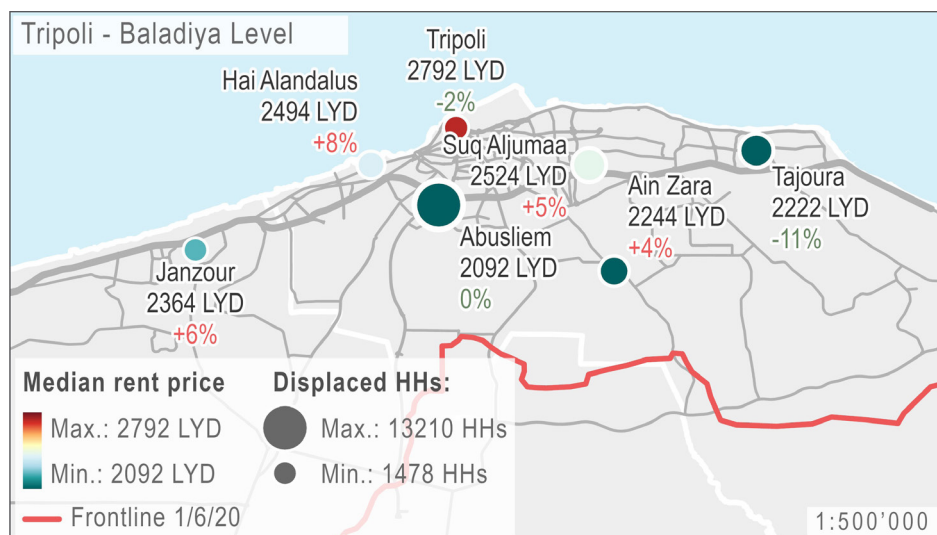 Tripoli - Baladiya Level
Tripoli
2792 LYD
-2%
Hai Alandalus
2494 LYD
+8%
Suq Aljumaa
2524 LYD
+5%
Ain Zara
2244 LYD
+4%
Tajoura
2222 LYD
-11%
Abusliem
2092 LYD
0%
Janzour
2364 LYD
+6%
Median rent price
Max.: 2792 LYD
Min.: 2092 LYD
Displaced HHs:
Max.: 13210 HHs
Min.: 1478 HHs
Frontline 1/6/20
1:500'000